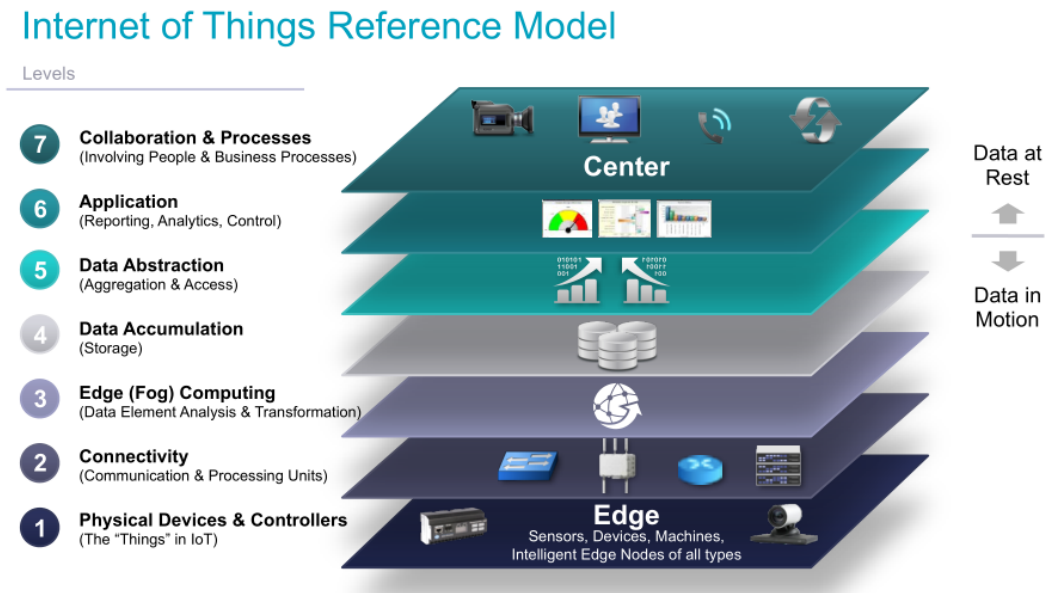 Internet of Things Reference Model
Levels
7
Collaboration & Processes
(Involving People & Business Processes)
6
Application
(Reporting, Analytics, Control)
5
Data Abstraction
(Aggregation & Access)
4
Data Accumulation
(Storage)
3
Edge (Fog) Computing
(Data Element Analysis & Transformation)
2
Connectivity
(Communication & Processing Units)
1
Physical Devices & Controllers
(The “Things” in IoT)
Center
010101
11001
001
Edge
Sensors, Devices, Machines,
Intelligent Edge Nodes of all types
Data at
Rest
Data in
Motion